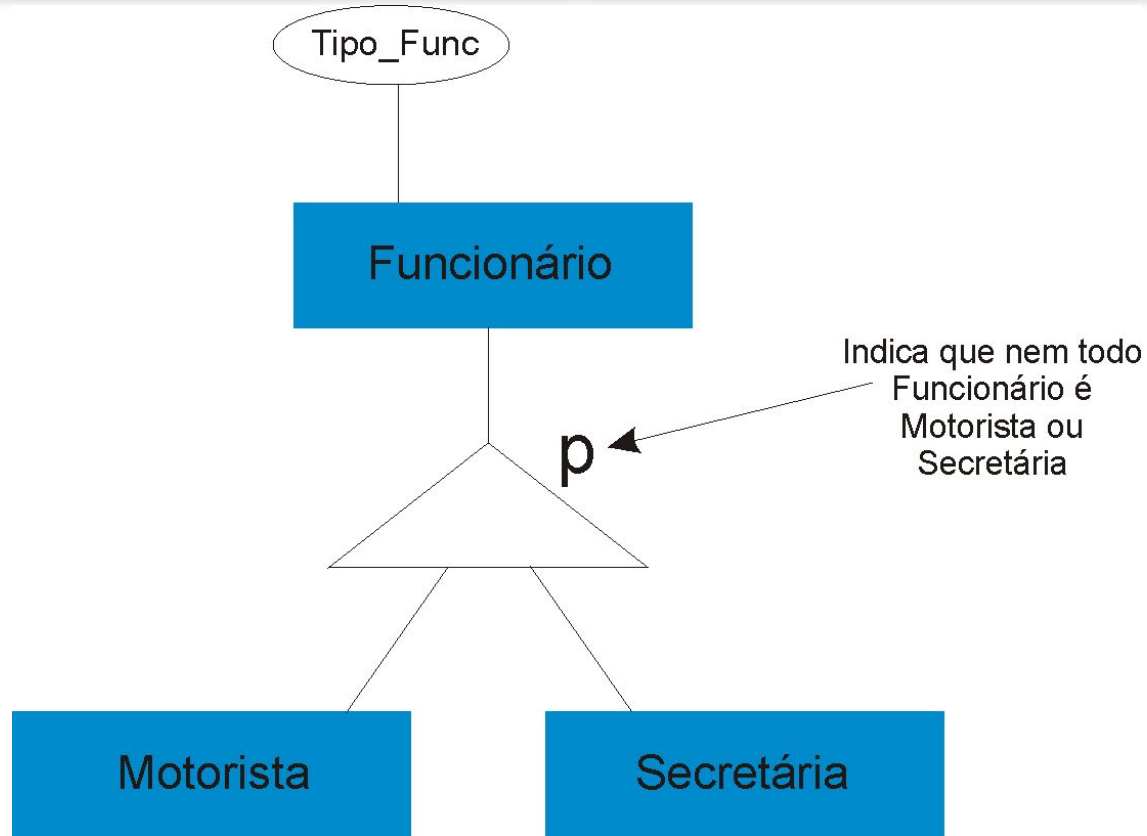 Tipo_Func
Funcionário
Indica que nem todo
Funcionário é
Motorista ou
Secretária
p
Motorista
Secretária